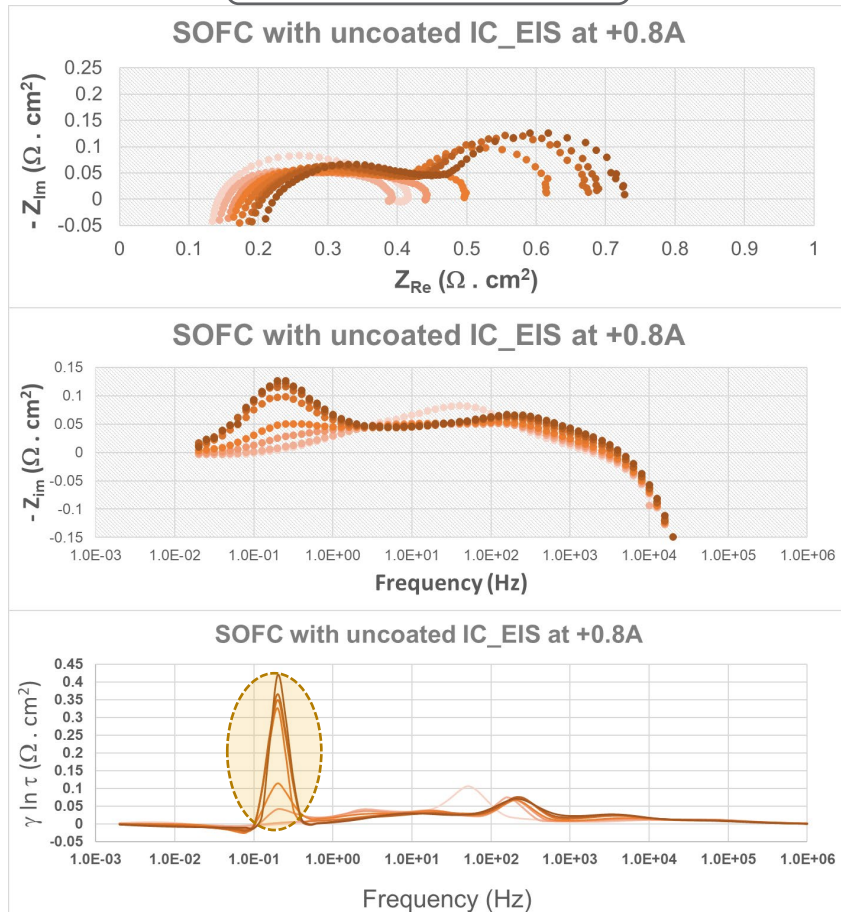 SOFC with uncoated IC_EIS at +0.8A
- Z_Im (Ω . cm²)
0.25
0.2
0.15
0.1
0.05
0
-0.05
0 0.1 0.2 0.3 0.4 0.5 0.6 0.7 0.8 0.9 1
Z_Re (Ω . cm²)
SOFC with uncoated IC_EIS at +0.8A
- Z_im (Ω . cm²)
0.15
0.1
0.05
0
-0.05
-0.1
-0.15
1.0E-03 1.0E-02 1.0E-01 1.0E+00 1.0E+01 1.0E+02 1.0E+03 1.0E+04 1.0E+05 1.0E+06
Frequency (Hz)
SOFC with uncoated IC_EIS at +0.8A
γ ln τ (Ω. cm²)
0.45
0.4
0.35
0.3
0.25
0.2
0.15
0.1
0.05
0
-0.05
1.0E-03 1.0E-02 1.0E-01 1.0E+00 1.0E+01 1.0E+02 1.0E+03 1.0E+04 1.0E+05 1.0E+06
Frequency (Hz)